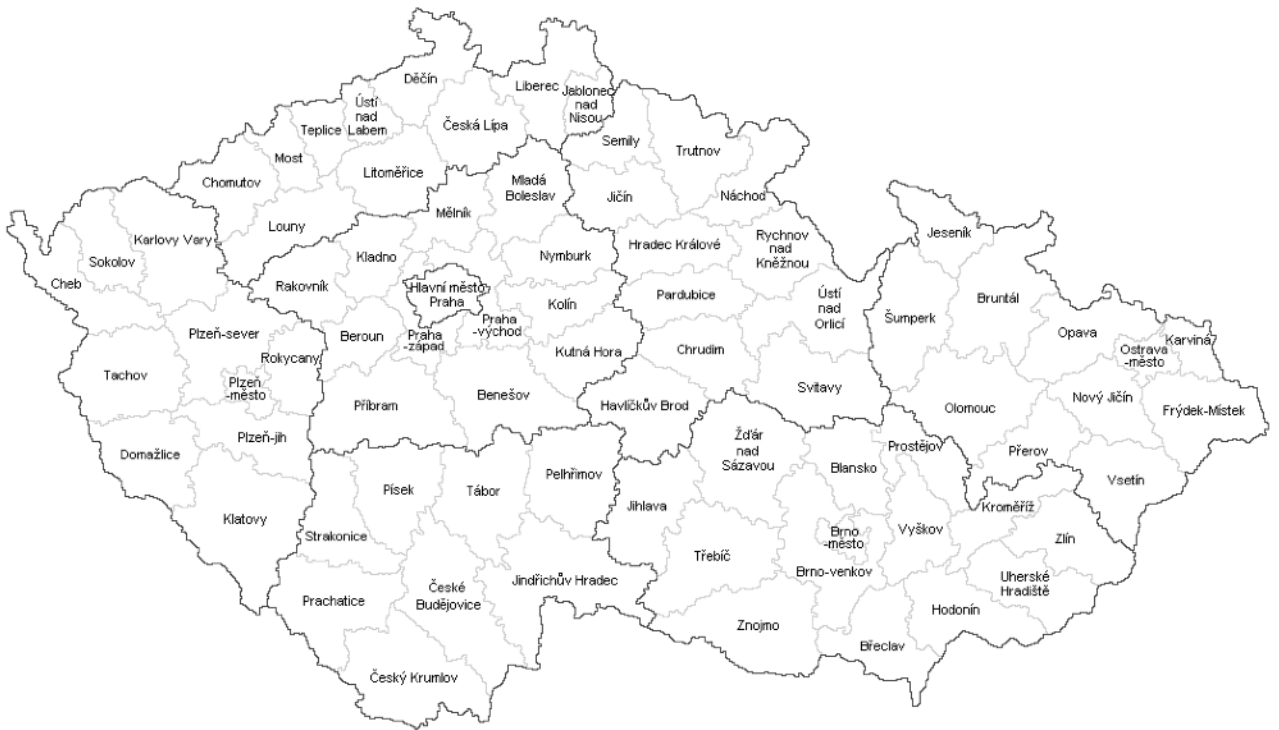 Děčín
Liberec
Jablonec
nad
Nisou
Ústí
nad
Labem
Teplice
Česká Lípa
Semily
Trutnov
Most
Litoměřice
Chomutov
Mladá
Boleslav
Jičín
Náchod
Mělník
Louny
Karlovy Vary
Sokolov
Cheb
Kladno
Rakovník
Nymburk
Hradec Králové
Rychnov
nad
Kněžnou
Jeseník
Hlavní město
Praha
Kolín
Pardubice
Ústí
nad
Orlicí
Šumperk
Bruntál
Plzeň-sever
Rokycany
Beroun
Praha
-západ
Praha
-východ
Kutná Hora
Chrudim
Opava
Ostrava
-město
Karviná
Tachov
Plzeň
-město
Příbram
Benešov
Havlíčkův Brod
Svitavy
Olomouc
Nový Jičín
Frýdek-Místek
Domažlice
Plzeň-jih
Žďár
nad
Sázavou
Prostějov
Přerov
Blansko
Vsetín
Klatovy
Písek
Tábor
Pelhřimov
Jihlava
Strakonice
Třebíč
Brno
-město
Vyškov
Kroměříž
Zlín
Brno-venkov
Prachatice
České
Budějovice
Jindřichův Hradec
Uherské
Hradiště
Znojmo
Hodonín
Břeclav
Český Krumlov